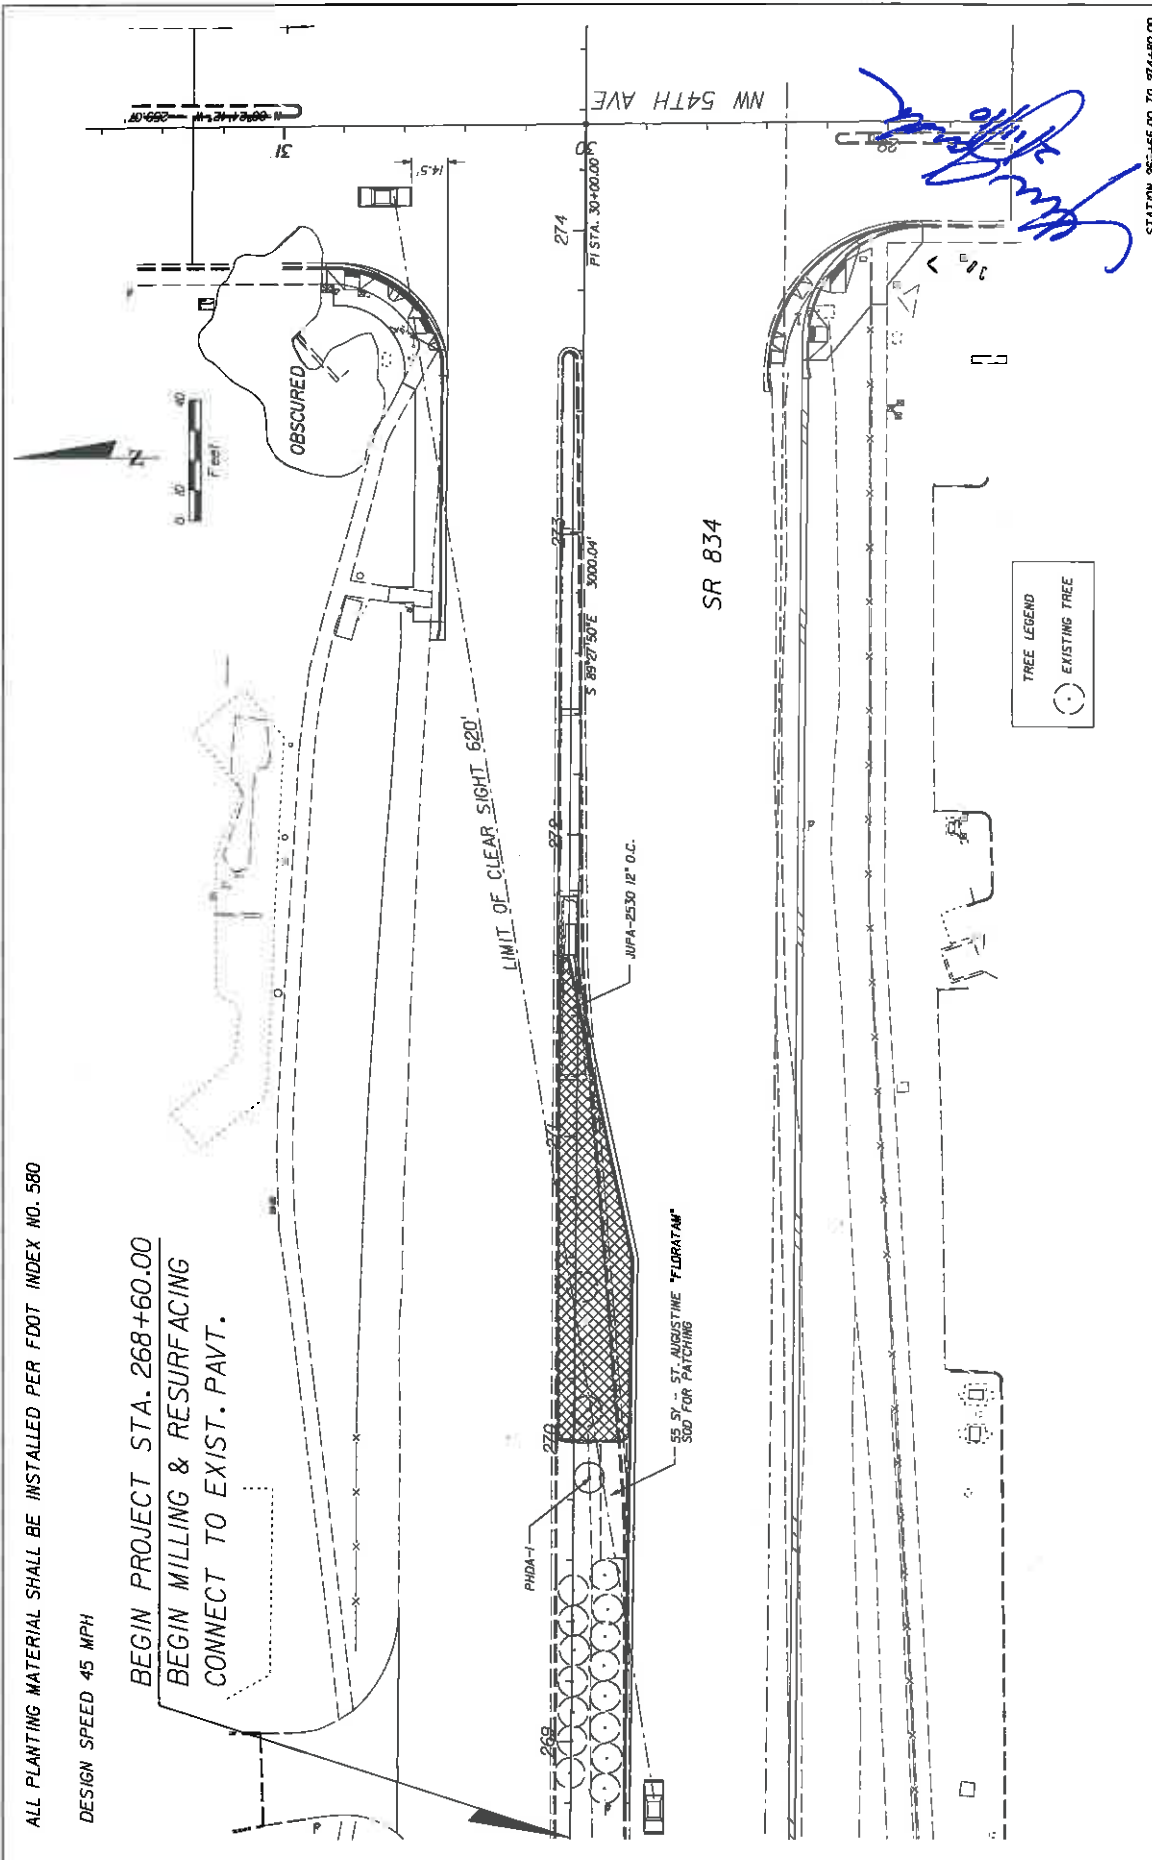 ALL PLANTING MATERIAL SHALL BE INSTALLED PER FDOT INDEX NO. 580
DESIGN SPEED 45 MPH
BEGIN PROJECT STA. 268+60.00
BEGIN MILLING & RESURFACING
CONNECT TO EXIST. PAVT.
N
0 10 40
Feet
OBSCURED
31
14.5'
LIMIT OF CLEAR SIGHT 620'
269
270
271
272
273
274
30
PI STA. 30+00.00
NW 54TH AVE
S 89°27'50"E 3000.04'
PHDA-1
JUPA-2530 12" O.C.
55 SY - ST. AUGUSTINE "FLORATAM"
SOD FOR PATCHING
SR 834
29
TREE LEGEND
EXISTING TREE